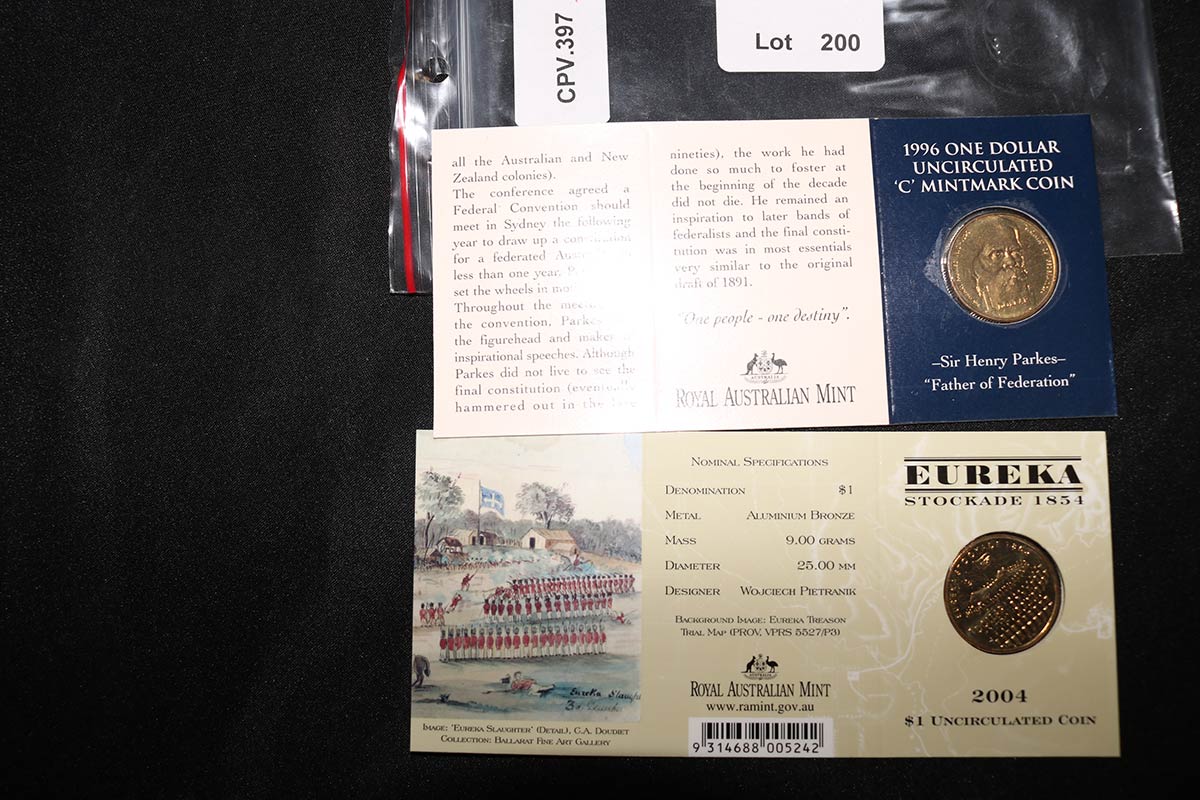 CPV.397
Lot 200
all the Australian and New
Zealand colonies).
The conference agreed a
Federal Convention should
meet in Sydney the following
year to draw up a
for a federated
less than one year.
set the wheels in
Throughout the
the convention,
the figurehead and
inspirational speeches. Although
Parkes did not live to see the
final constitution
hammered out in the
nineties), the work he had
done so much to foster at
the beginning of the decade
did not die. He remained an
inspiration to later bands of
federalists and the final consti-
tution was in most essentials
very similar to the original
draft of 1891.
"One people - one destiny".
AUSTRALIA
ROYAL AUSTRALIAN MINT
1996 ONE DOLLAR
UNCIRCULATED
'C' MINTMARK COIN
–Sir Henry Parkes–
"Father of Federation"
Eureka
IMAGE: 'EUREKA SLAUGHTER' (DETAIL), C.A. DOUDIET
COLLECTION: BALLARAT FINE ART GALLERY
NOMINAL SPECIFICATIONS
DENOMINATION $1
METAL ALUMINIUM BRONZE
MASS 9.00 GRAMS
DIAMETER 25.00 MM
DESIGNER WOJCIECH PIETRANIK
BACKGROUND IMAGE: EUREKA TREASON
TRIAL MAP (PROV, VPRS 5527/P3)
ROYAL AUSTRALIAN MINT
www.ramint.gov.au
9 314688 005242
EUREKA
STOCKADE 1854
2004
$1 UNCIRCULATED COIN